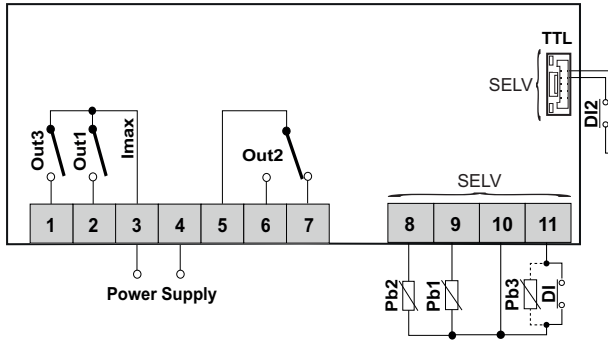 TTL
SELV
DI2
Out3
Out1
Imax
Out2
SELV
1 2 3 4 5 6 7 8 9 10 11
Power Supply
Pb2
Pb1
Pb3
DI